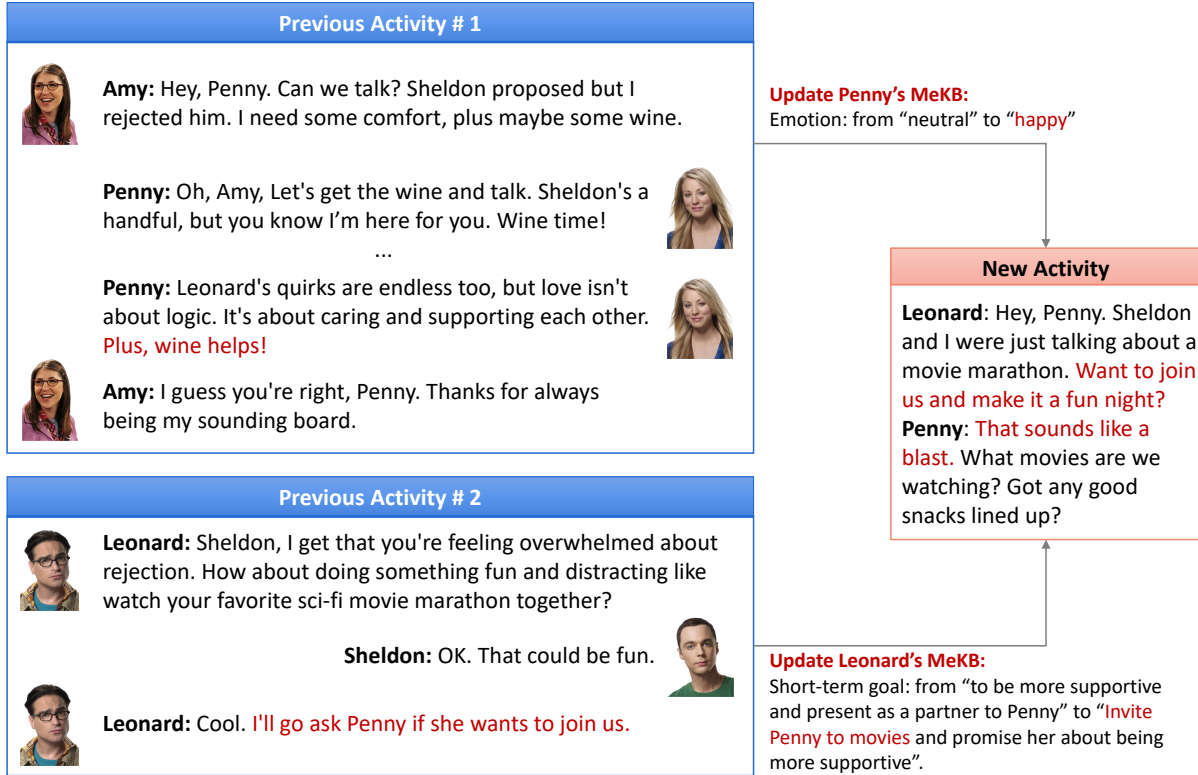 Previous Activity # 1
Amy: Hey, Penny. Can we talk? Sheldon proposed but I
rejected him. I need some comfort, plus maybe some wine.
Penny: Oh, Amy, Let's get the wine and talk. Sheldon's a
handful, but you know I’m here for you. Wine time!
...
Penny: Leonard's quirks are endless too, but love isn't
about logic. It's about caring and supporting each other.
Plus, wine helps!
Amy: I guess you're right, Penny. Thanks for always
being my sounding board.
Previous Activity # 2
Leonard: Sheldon, I get that you're feeling overwhelmed about
rejection. How about doing something fun and distracting like
watch your favorite sci-fi movie marathon together?
Sheldon: OK. That could be fun.
Leonard: Cool. I'll go ask Penny if she wants to join us.
Update Penny’s MeKB:
Emotion: from “neutral” to “happy”
New Activity
Leonard: Hey, Penny. Sheldon
and I were just talking about a
movie marathon. Want to join
us and make it a fun night?
Penny: That sounds like a
blast. What movies are we
watching? Got any good
snacks lined up?
Update Leonard’s MeKB:
Short-term goal: from “to be more supportive
and present as a partner to Penny” to “Invite
Penny to movies and promise her about being
more supportive”.